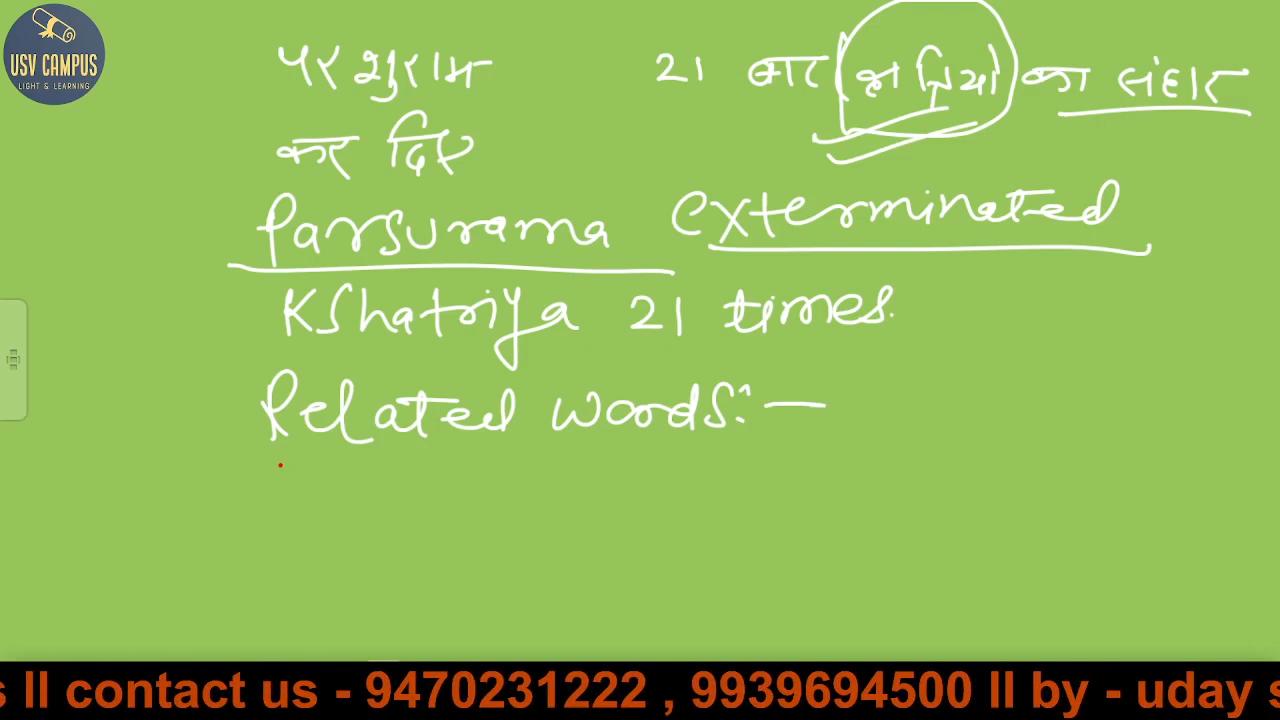 USV CAMPUS
LIGHT & LEARNING
परशुराम 21 बार (क्षत्रियो) का संहार
कर दिए
Parsurama exterminated
Kshatriya 21 times.
Related words:—
s ll contact us - 9470231222 , 9939694500 ll by - uday s